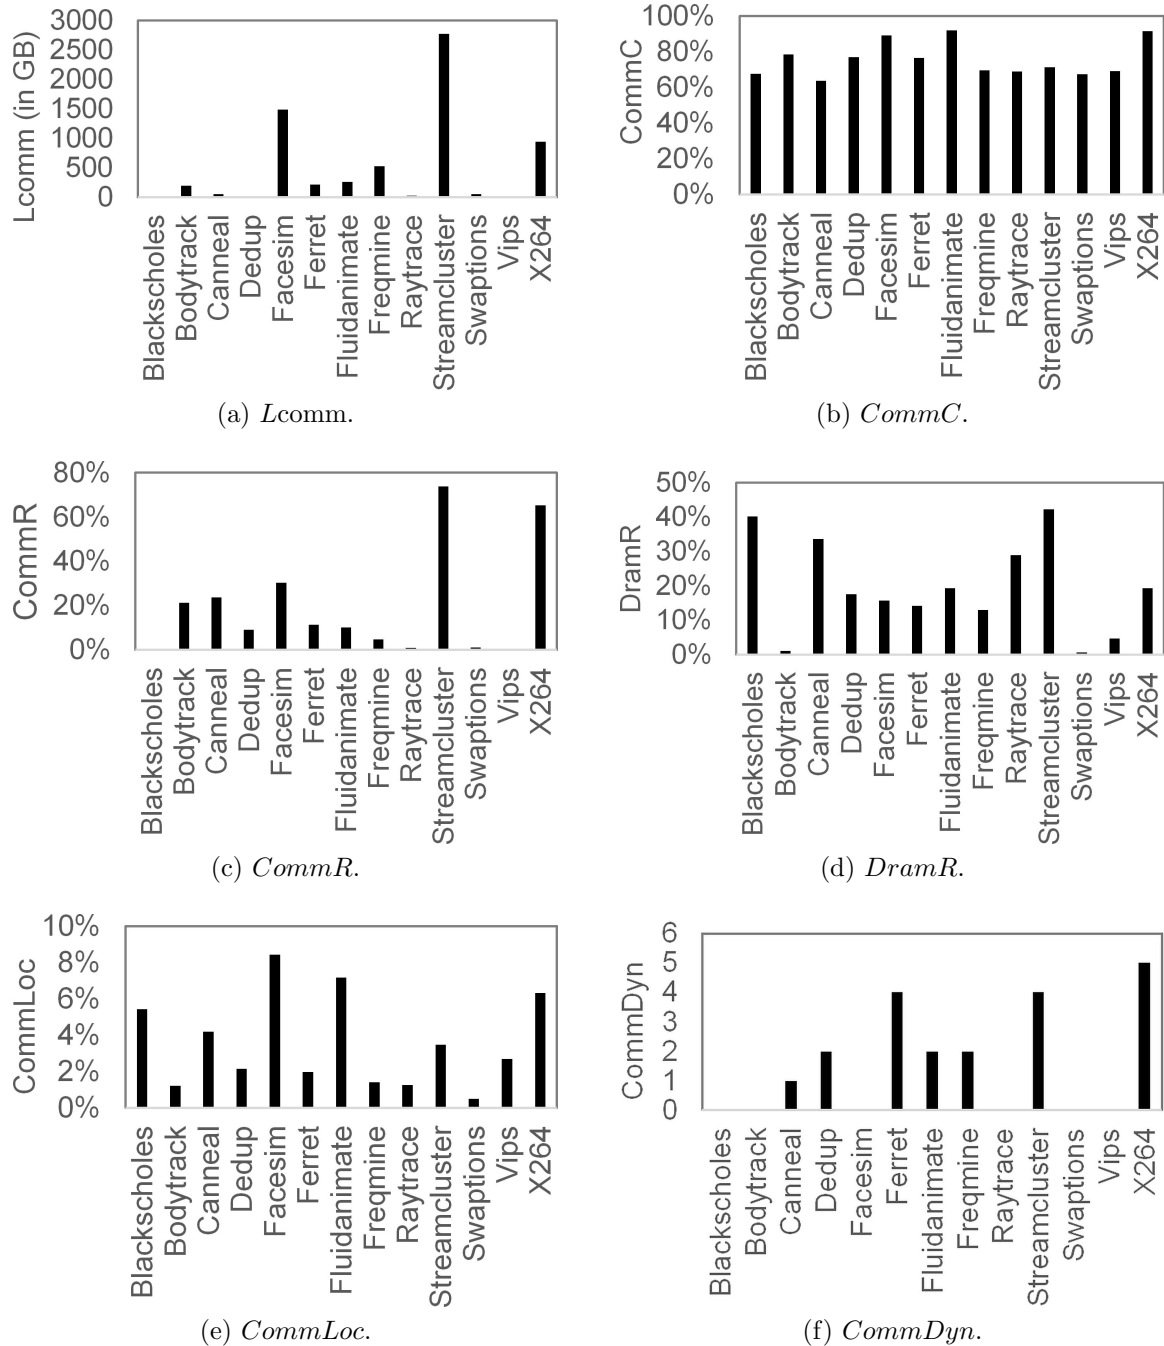 Lcomm (in GB)
3000
2500
2000
1500
1000
500
0
Blackscholes
Bodytrack
Canneal
Dedup
Facesim
Ferret
Fluidanimate
Freqmine
Raytrace
Streamcluster
Swaptions
Vips
X264
(a) Lcomm.
CommC
100%
80%
60%
40%
20%
0%
Blackscholes
Bodytrack
Canneal
Dedup
Facesim
Ferret
Fluidanimate
Freqmine
Raytrace
Streamcluster
Swaptions
Vips
X264
(b) CommC.
CommR
80%
60%
40%
20%
0%
Blackscholes
Bodytrack
Canneal
Dedup
Facesim
Ferret
Fluidanimate
Freqmine
Raytrace
Streamcluster
Swaptions
Vips
X264
(c) CommR.
DramR
50%
40%
30%
20%
10%
0%
Blackscholes
Bodytrack
Canneal
Dedup
Facesim
Ferret
Fluidanimate
Freqmine
Raytrace
Streamcluster
Swaptions
Vips
X264
(d) DramR.
CommLoc
10%
8%
6%
4%
2%
0%
Blackscholes
Bodytrack
Canneal
Dedup
Facesim
Ferret
Fluidanimate
Freqmine
Raytrace
Streamcluster
Swaptions
Vips
X264
(e) CommLoc.
CommDyn
6
5
4
3
2
1
0
Blackscholes
Bodytrack
Canneal
Dedup
Facesim
Ferret
Fluidanimate
Freqmine
Raytrace
Streamcluster
Swaptions
Vips
X264
(f) CommDyn.